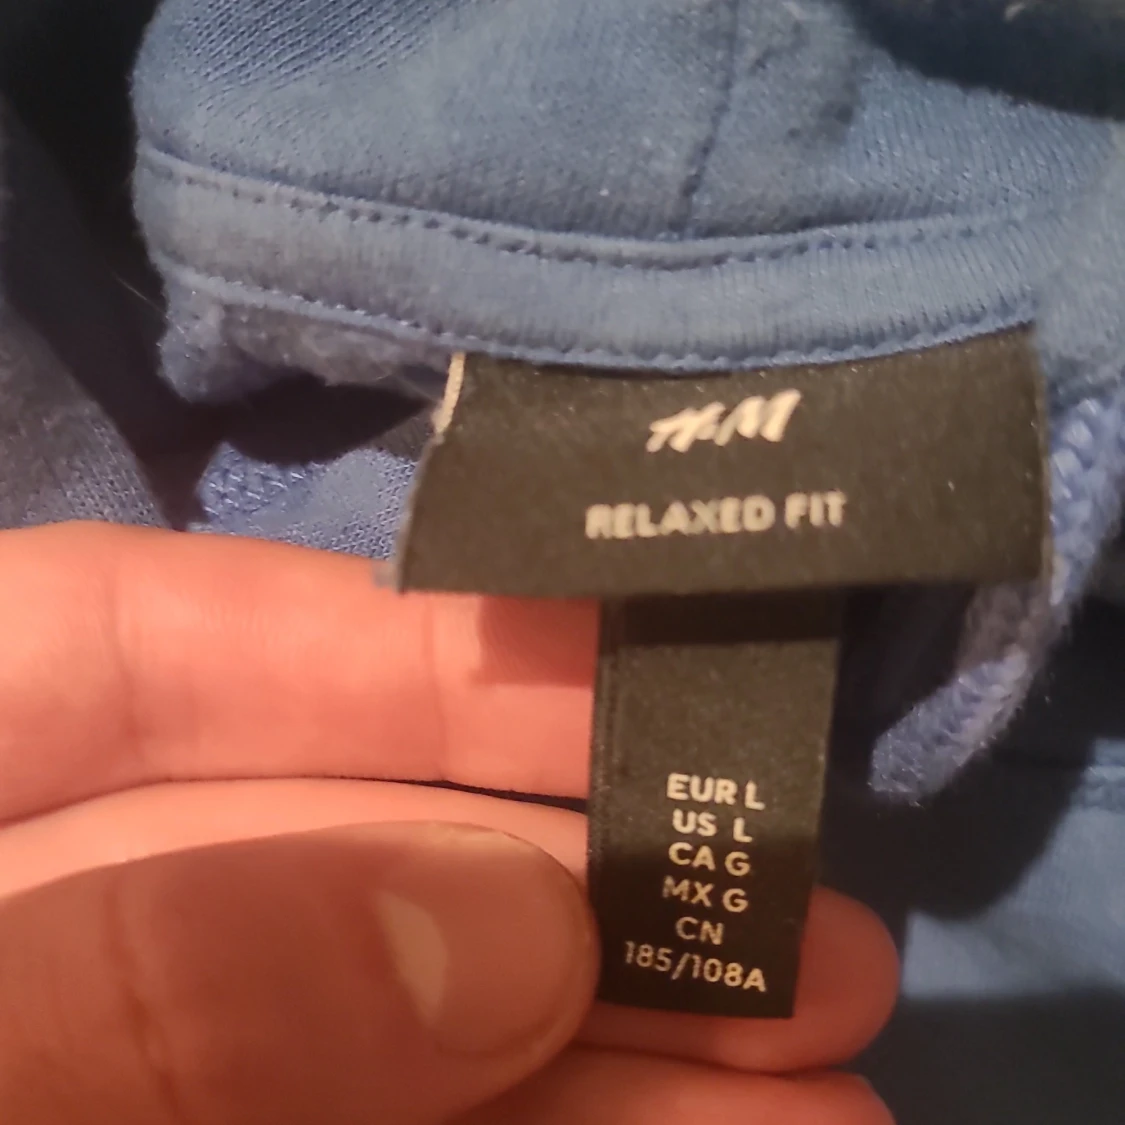 H&M
RELAXED FIT
EUR L
US L
CA G
MX G
CN
185/108A